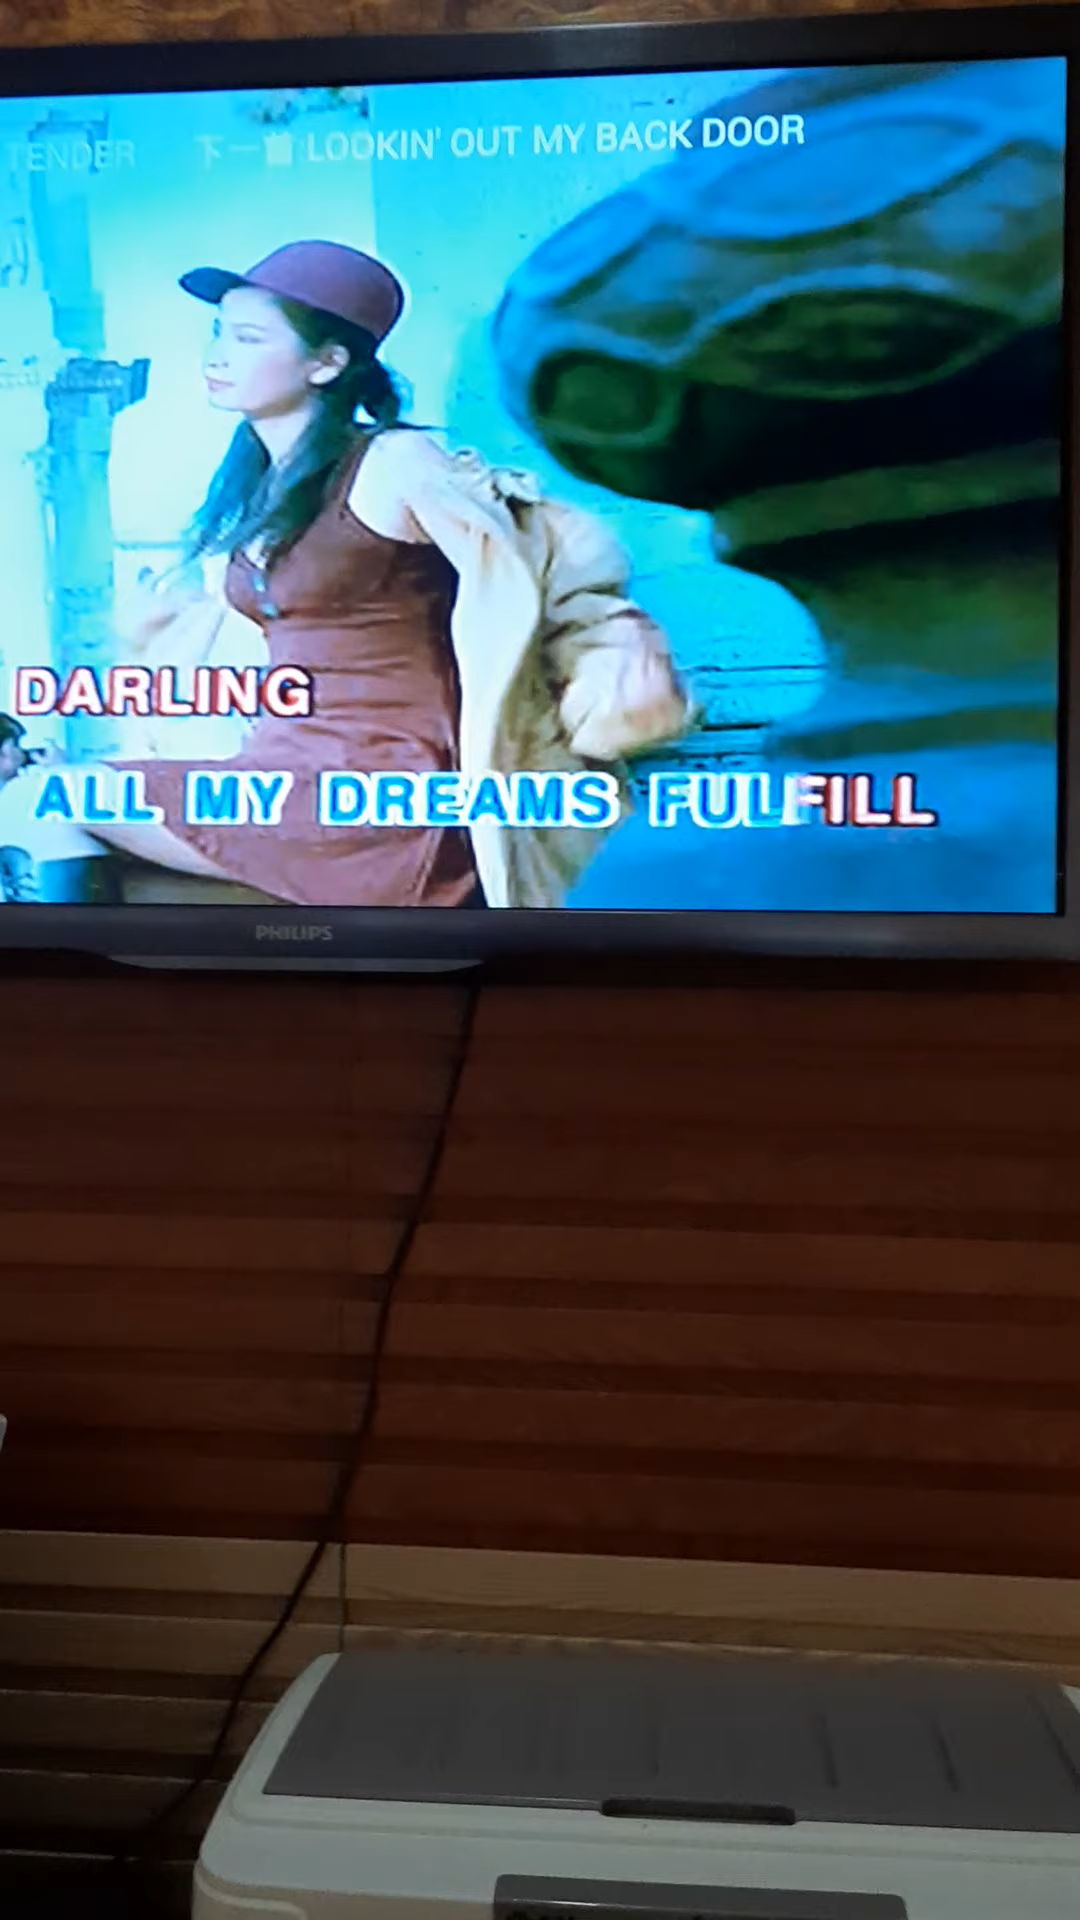 TENDER 下一首 LOOKIN' OUT MY BACK DOOR
DARLING
ALL MY DREAMS FULFILL
PHILIPS